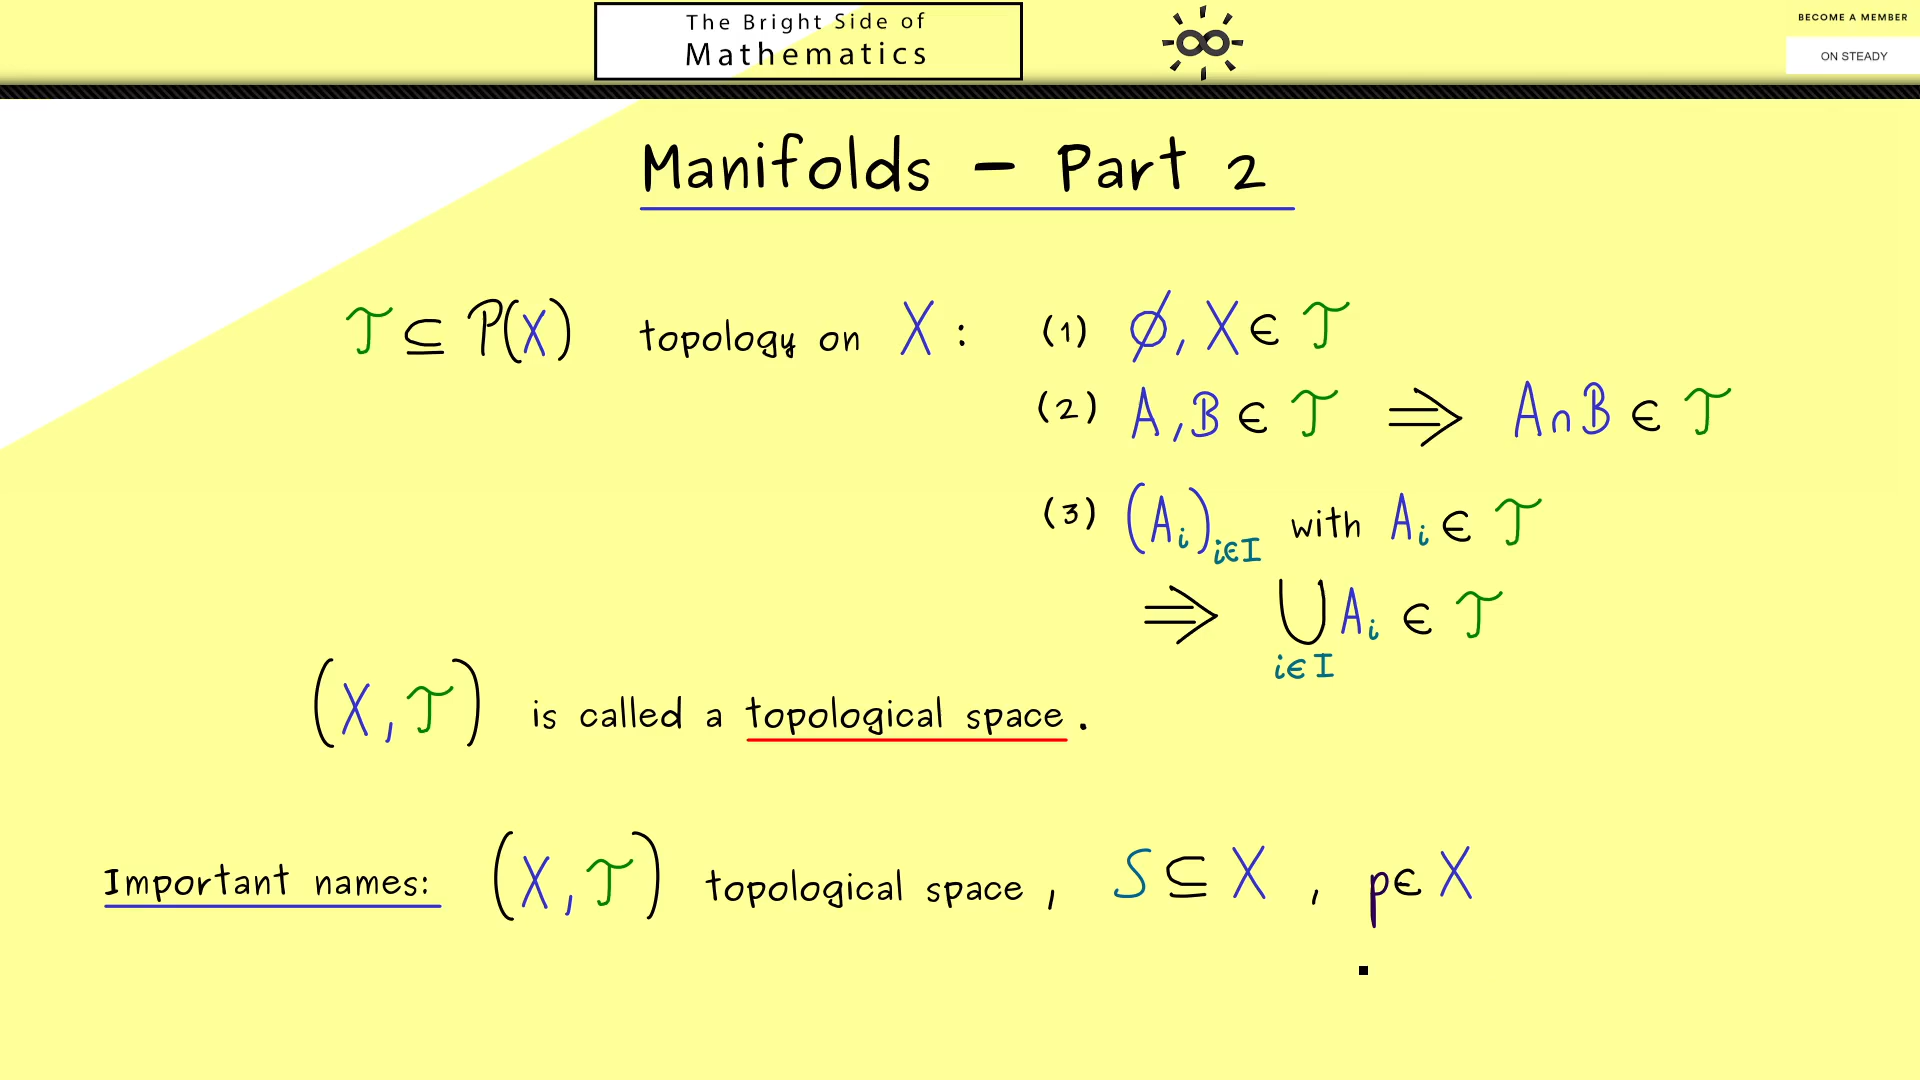 The Bright Side of
Mathematics
BECOME A MEMBER
ON STEADY
Manifolds - Part 2
𝒯 ⊆ 𝒫(X) topology on X : (1) ∅, X ∈ 𝒯
(2) A, B ∈ 𝒯 ⟹ A∩B ∈ 𝒯
(3) (A_i)_{i∈I} with A_i ∈ 𝒯
⟹ ⋃_{i∈I} A_i ∈ 𝒯
(X, 𝒯) is called a topological space.
Important names: (X, 𝒯) topological space, S ⊆ X, p ∈ X